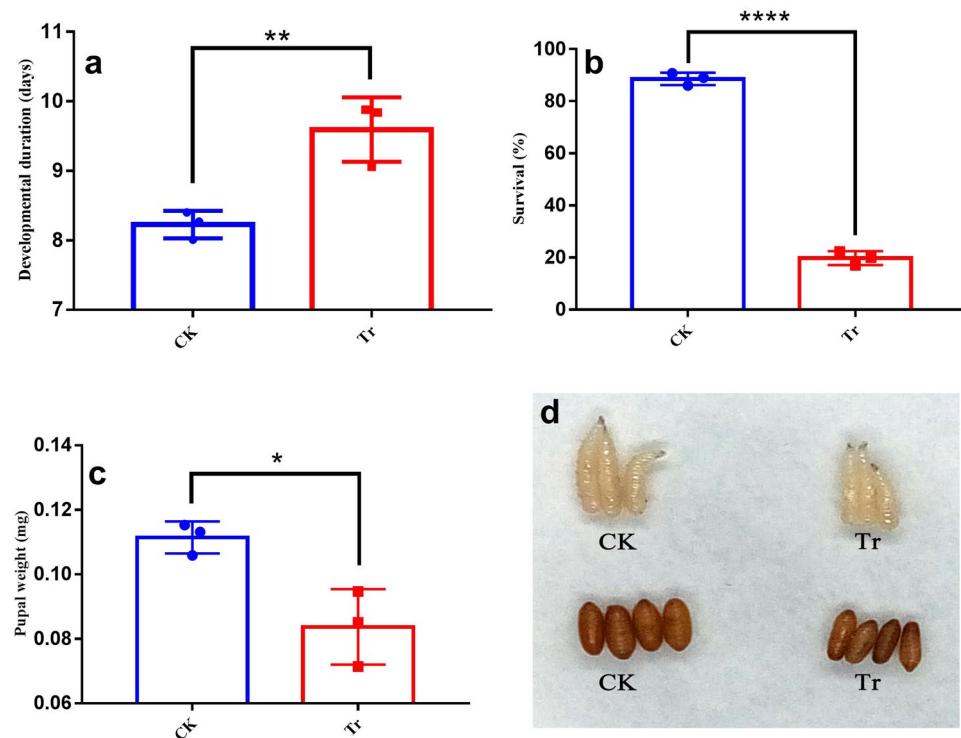 a
**
Developmental duration (days)
11
10
9
8
7
CK
Tr
b
****
Survival (%)
100
80
60
40
20
0
CK
Tr
c
*
Pupal weight (mg)
0.14
0.12
0.10
0.08
0.06
CK
Tr
d
CK
Tr
CK
Tr